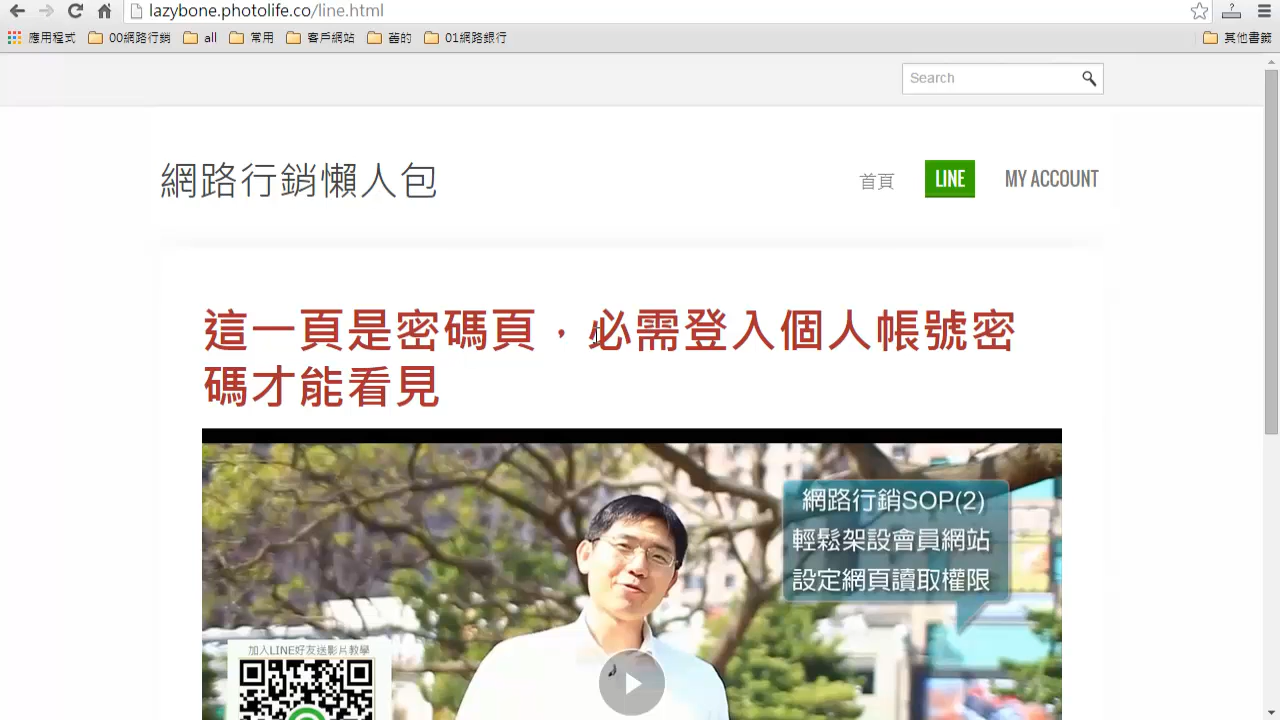 lazybone.photolife.co/line.html
應用程式 00網路行銷 all 常用 客戶網站 舊的 01網路銀行 其他書籤
Search
網路行銷懶人包
首頁 LINE MY ACCOUNT
這一頁是密碼頁，必需登入個人帳號密
碼才能看見
網路行銷SOP(2)
輕鬆架設會員網站
設定網頁讀取權限
加入LINE好友送影片教學